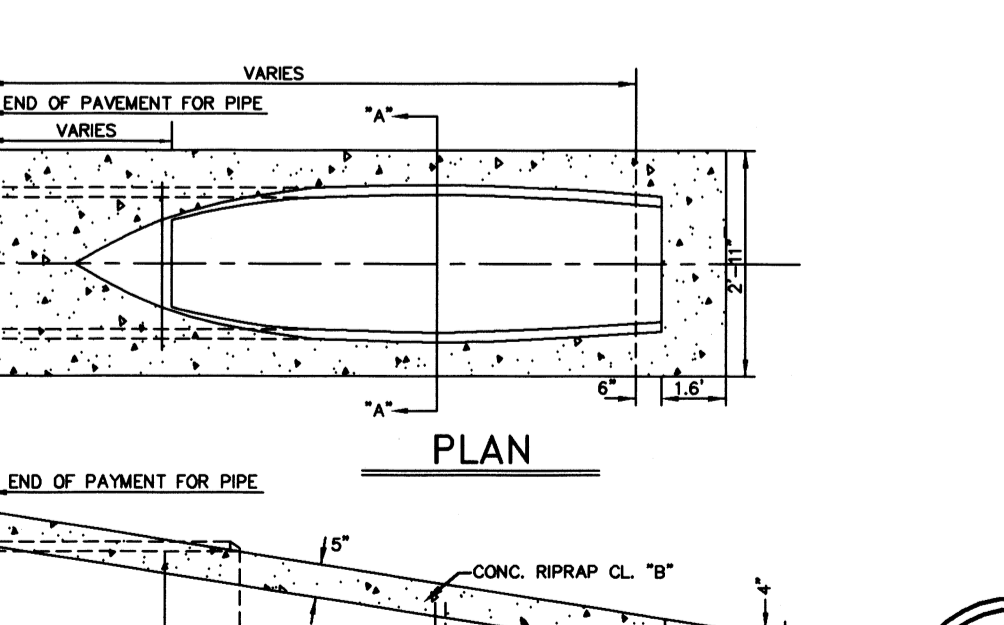 VARIES
END OF PAVEMENT FOR PIPE
VARIES
"A"
2'-11"
6"
1.6'
"A"
PLAN
END OF PAYMENT FOR PIPE
5"
CONC. RIPRAP CL. "B"
4"